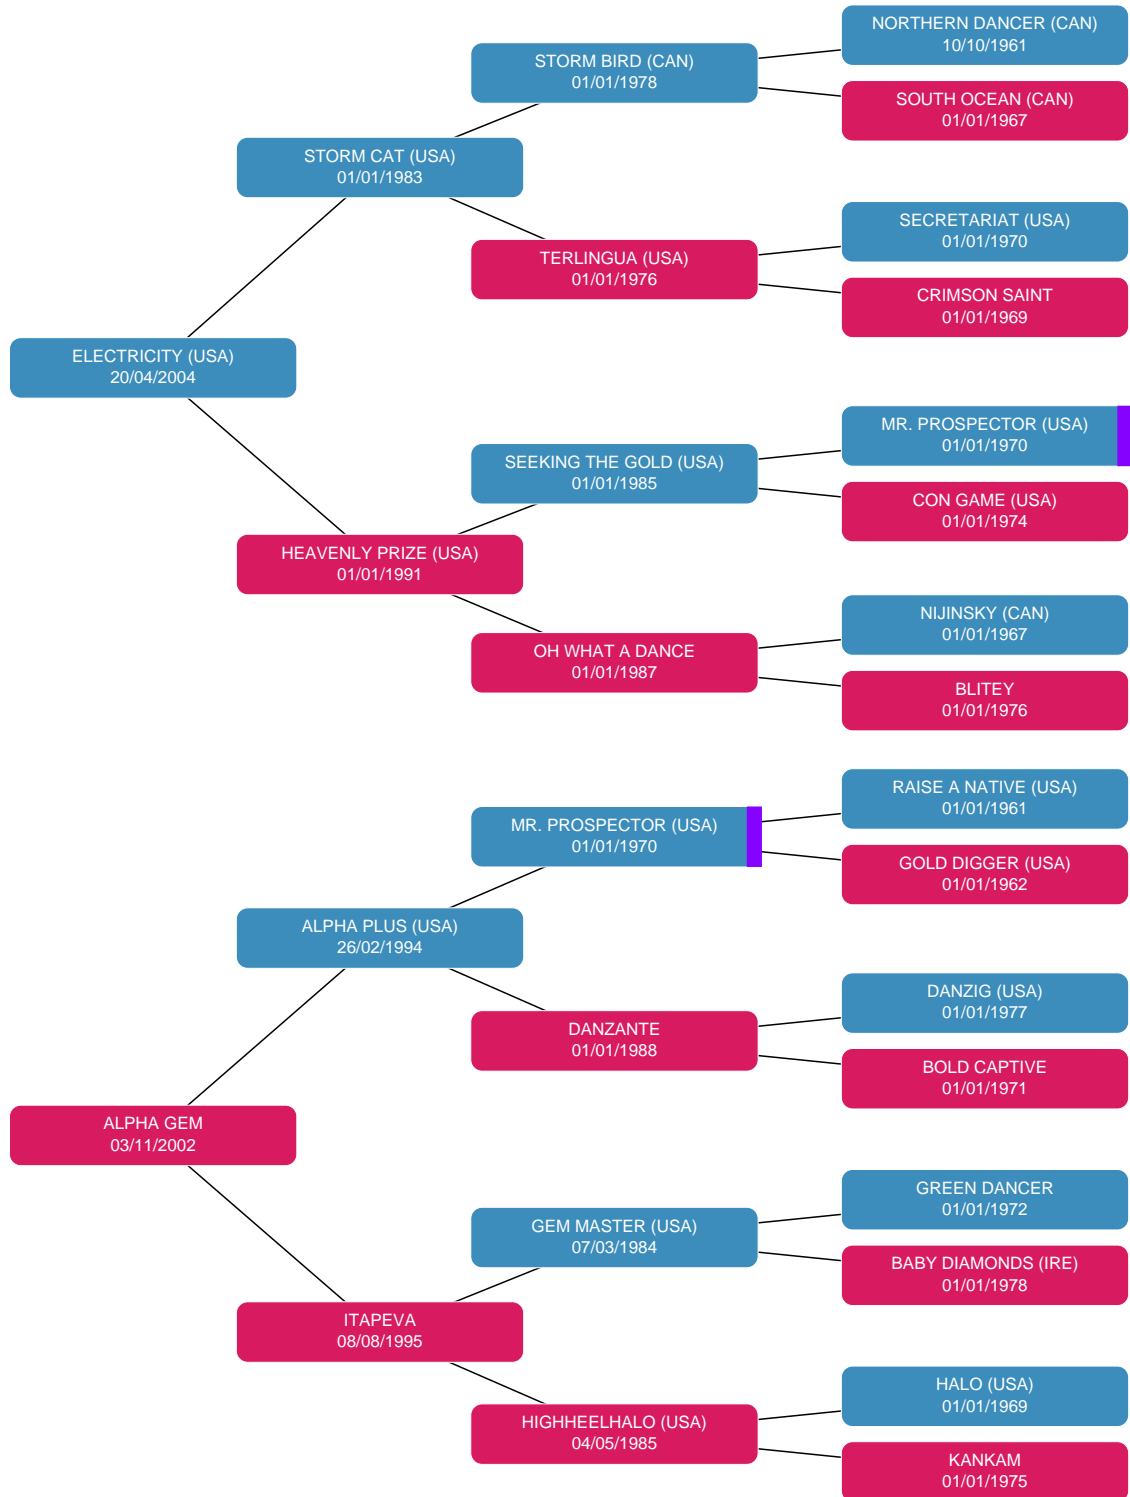 NORTHERN DANCER (CAN)
10/10/1961
STORM BIRD (CAN)
01/01/1978
SOUTH OCEAN (CAN)
01/01/1967
STORM CAT (USA)
01/01/1983
SECRETARIAT (USA)
01/01/1970
TERLINGUA (USA)
01/01/1976
CRIMSON SAINT
01/01/1969
ELECTRICITY (USA)
20/04/2004
MR. PROSPECTOR (USA)
01/01/1970
SEEKING THE GOLD (USA)
01/01/1985
CON GAME (USA)
01/01/1974
HEAVENLY PRIZE (USA)
01/01/1991
NIJINSKY (CAN)
01/01/1967
OH WHAT A DANCE
01/01/1987
BLITEY
01/01/1976
RAISE A NATIVE (USA)
01/01/1961
MR. PROSPECTOR (USA)
01/01/1970
GOLD DIGGER (USA)
01/01/1962
ALPHA PLUS (USA)
26/02/1994
DANZIG (USA)
01/01/1977
DANZANTE
01/01/1988
BOLD CAPTIVE
01/01/1971
ALPHA GEM
03/11/2002
GREEN DANCER
01/01/1972
GEM MASTER (USA)
07/03/1984
BABY DIAMONDS (IRE)
01/01/1978
ITAPEVA
08/08/1995
HALO (USA)
01/01/1969
HIGHHEELHALO (USA)
04/05/1985
KANKAM
01/01/1975